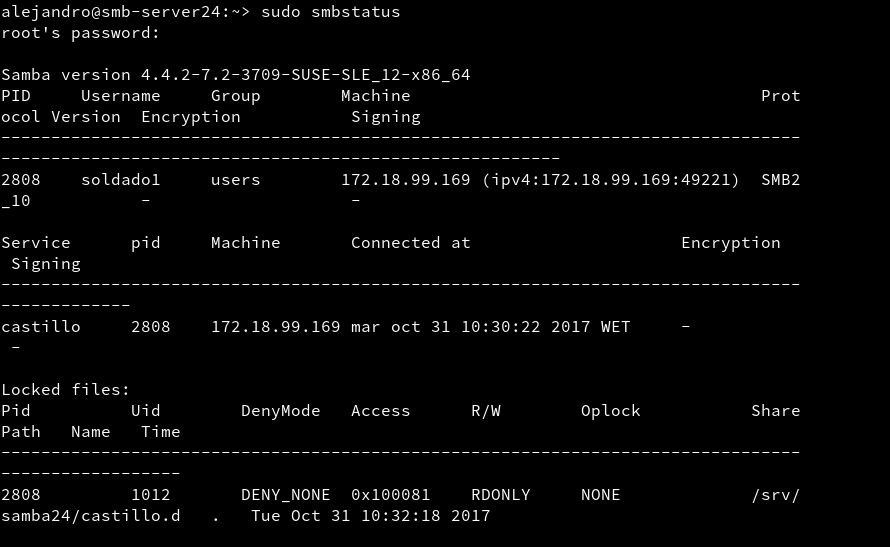 alejandro@smb-server24:~> sudo smbstatus
root's password:
Samba version 4.4.2-7.2-3709-SUSE-SLE_12-x86_64
PID     Username     Group        Machine                                   Prot
ocol Version  Encryption           Signing
--------------------------------------------------------------------------------
--------------------------------------------------------
2808    soldado1     users        172.18.99.169 (ipv4:172.18.99.169:49221)  SMB2
_10           -                    -
Service      pid     Machine       Connected at                     Encryption
 Signing
--------------------------------------------------------------------------------
-------------
castillo     2808    172.18.99.169 mar oct 31 10:30:22 2017 WET     -
 -
Locked files:
Pid          Uid        DenyMode   Access      R/W        Oplock           Share
Path   Name   Time
--------------------------------------------------------------------------------
------------------
2808         1012       DENY_NONE  0x100081    RDONLY     NONE             /srv/
samba24/castillo.d   .   Tue Oct 31 10:32:18 2017